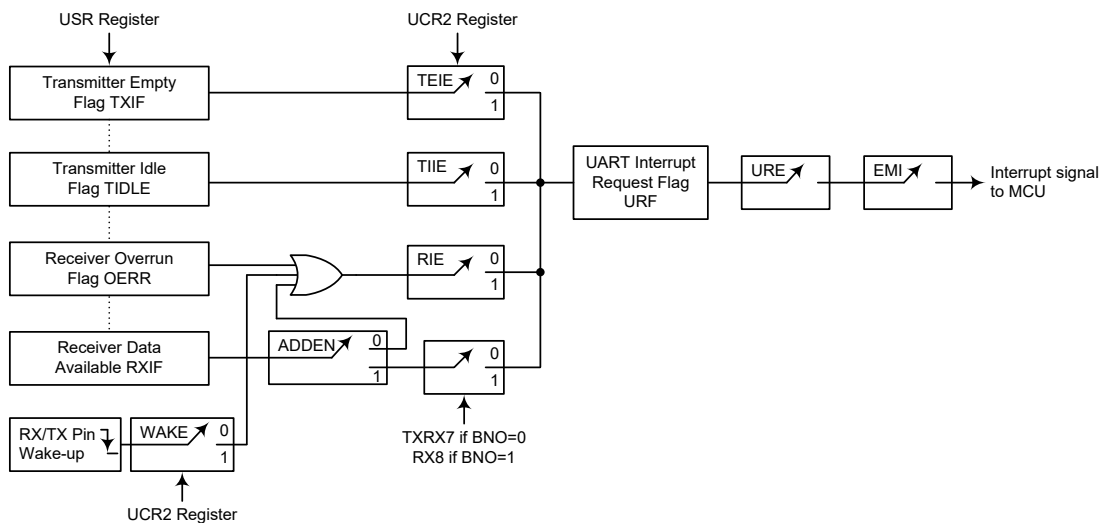 USR Register
UCR2 Register
Transmitter Empty
Flag TXIF
TEIE
0
1
Transmitter Idle
Flag TIDLE
TIIE
0
1
UART Interrupt
Request Flag
URF
URE
EMI
Interrupt signal
to MCU
Receiver Overrun
Flag OERR
RIE
0
1
Receiver Data
Available RXIF
ADDEN
0
1
0
1
RX/TX Pin
Wake-up
WAKE
0
1
TXRX7 if BNO=0
RX8 if BNO=1
UCR2 Register